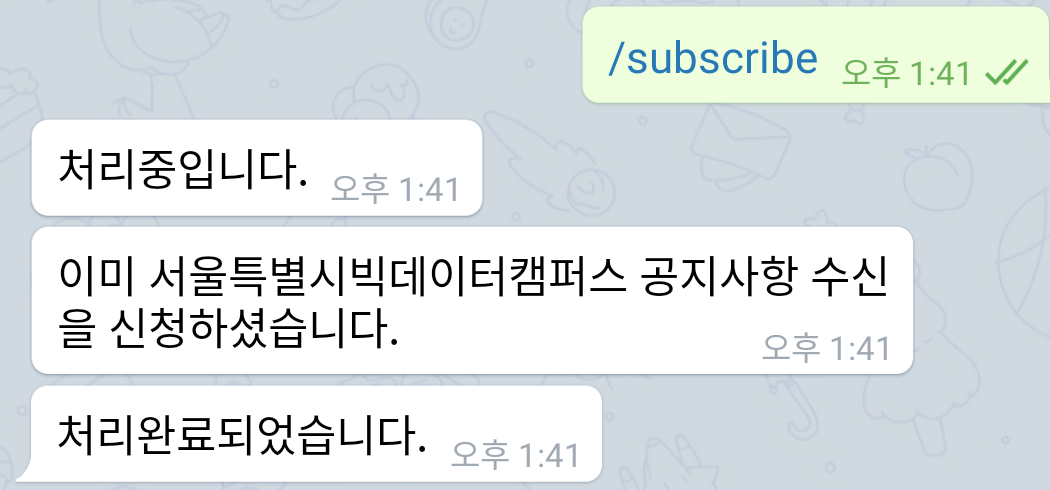 /subscribe 오후 1:41
처리중입니다. 오후 1:41
이미 서울특별시빅데이터캠퍼스 공지사항 수신
을 신청하셨습니다. 오후 1:41
처리완료되었습니다. 오후 1:41